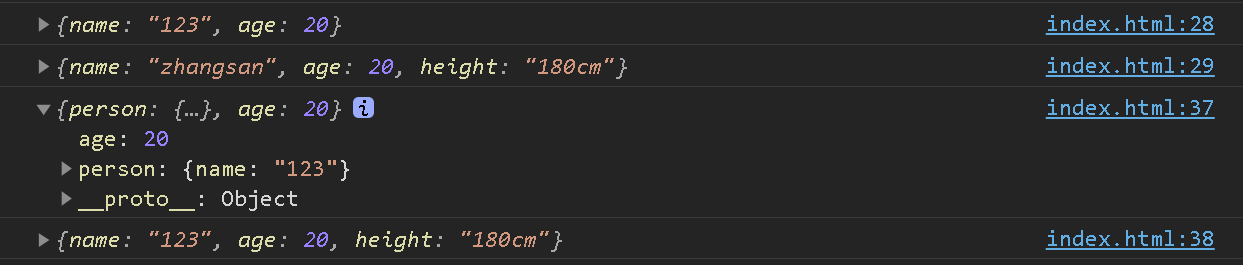 {name: "123", age: 20} index.html:28
{name: "zhangsan", age: 20, height: "180cm"} index.html:29
{person: {…}, age: 20} i index.html:37
age: 20
person: {name: "123"}
__proto__: Object
{name: "123", age: 20, height: "180cm"} index.html:38